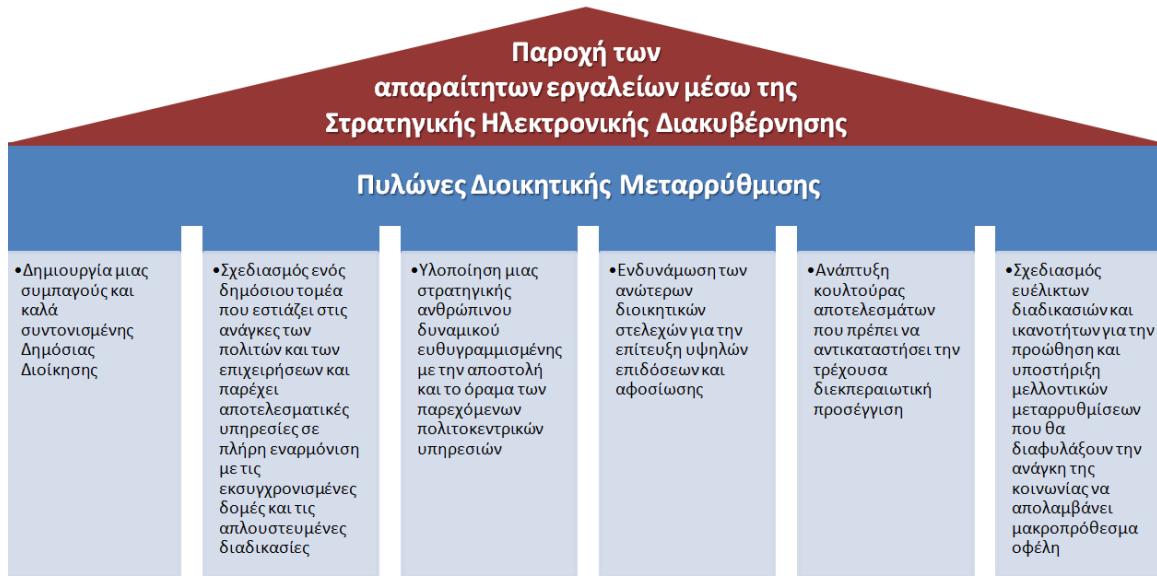 Παροχή των
απαραίτητων εργαλείων μέσω της
Στρατηγικής Ηλεκτρονικής Διακυβέρνησης
Πυλώνες Διοικητικής Μεταρρύθμισης
•Δημιουργία μιας
συμπαγούς και
καλά
συντονισμένης
Δημόσιας
Διοίκησης
•Σχεδιασμός ενός
δημόσιου τομέα
που εστιάζει στις
ανάγκες των
πολιτών και των
επιχειρήσεων και
παρέχει
αποτελεσματικές
υπηρεσίες σε
πλήρη εναρμόνιση
με τις
εκσυγχρονισμένες
δομές και τις
απλουστευμένες
διαδικασίες
•Υλοποίηση μιας
στρατηγικής
ανθρώπινου
δυναμικού
ευθυγραμμισμένης
με την αποστολή
και το όραμα των
παρεχόμενων
πολιτοκεντρικών
υπηρεσιών
•Ενδυνάμωση των
ανώτερων
διοικητικών
στελεχών για την
επίτευξη υψηλών
επιδόσεων και
αφοσίωσης
•Ανάπτυξη
κουλτούρας
αποτελεσμάτων
που πρέπει να
αντικαταστήσει την
τρέχουσα
διεκπεραιωτική
προσέγγιση
•Σχεδιασμός
ευέλικτων
διαδικασιών και
ικανοτήτων για την
προώθηση και
υποστήριξη
μελλοντικών
μεταρρυθμίσεων
που θα
διαφυλάξουν την
ανάγκη της
κοινωνίας να
απολαμβάνει
μακροπρόθεσμα
οφέλη